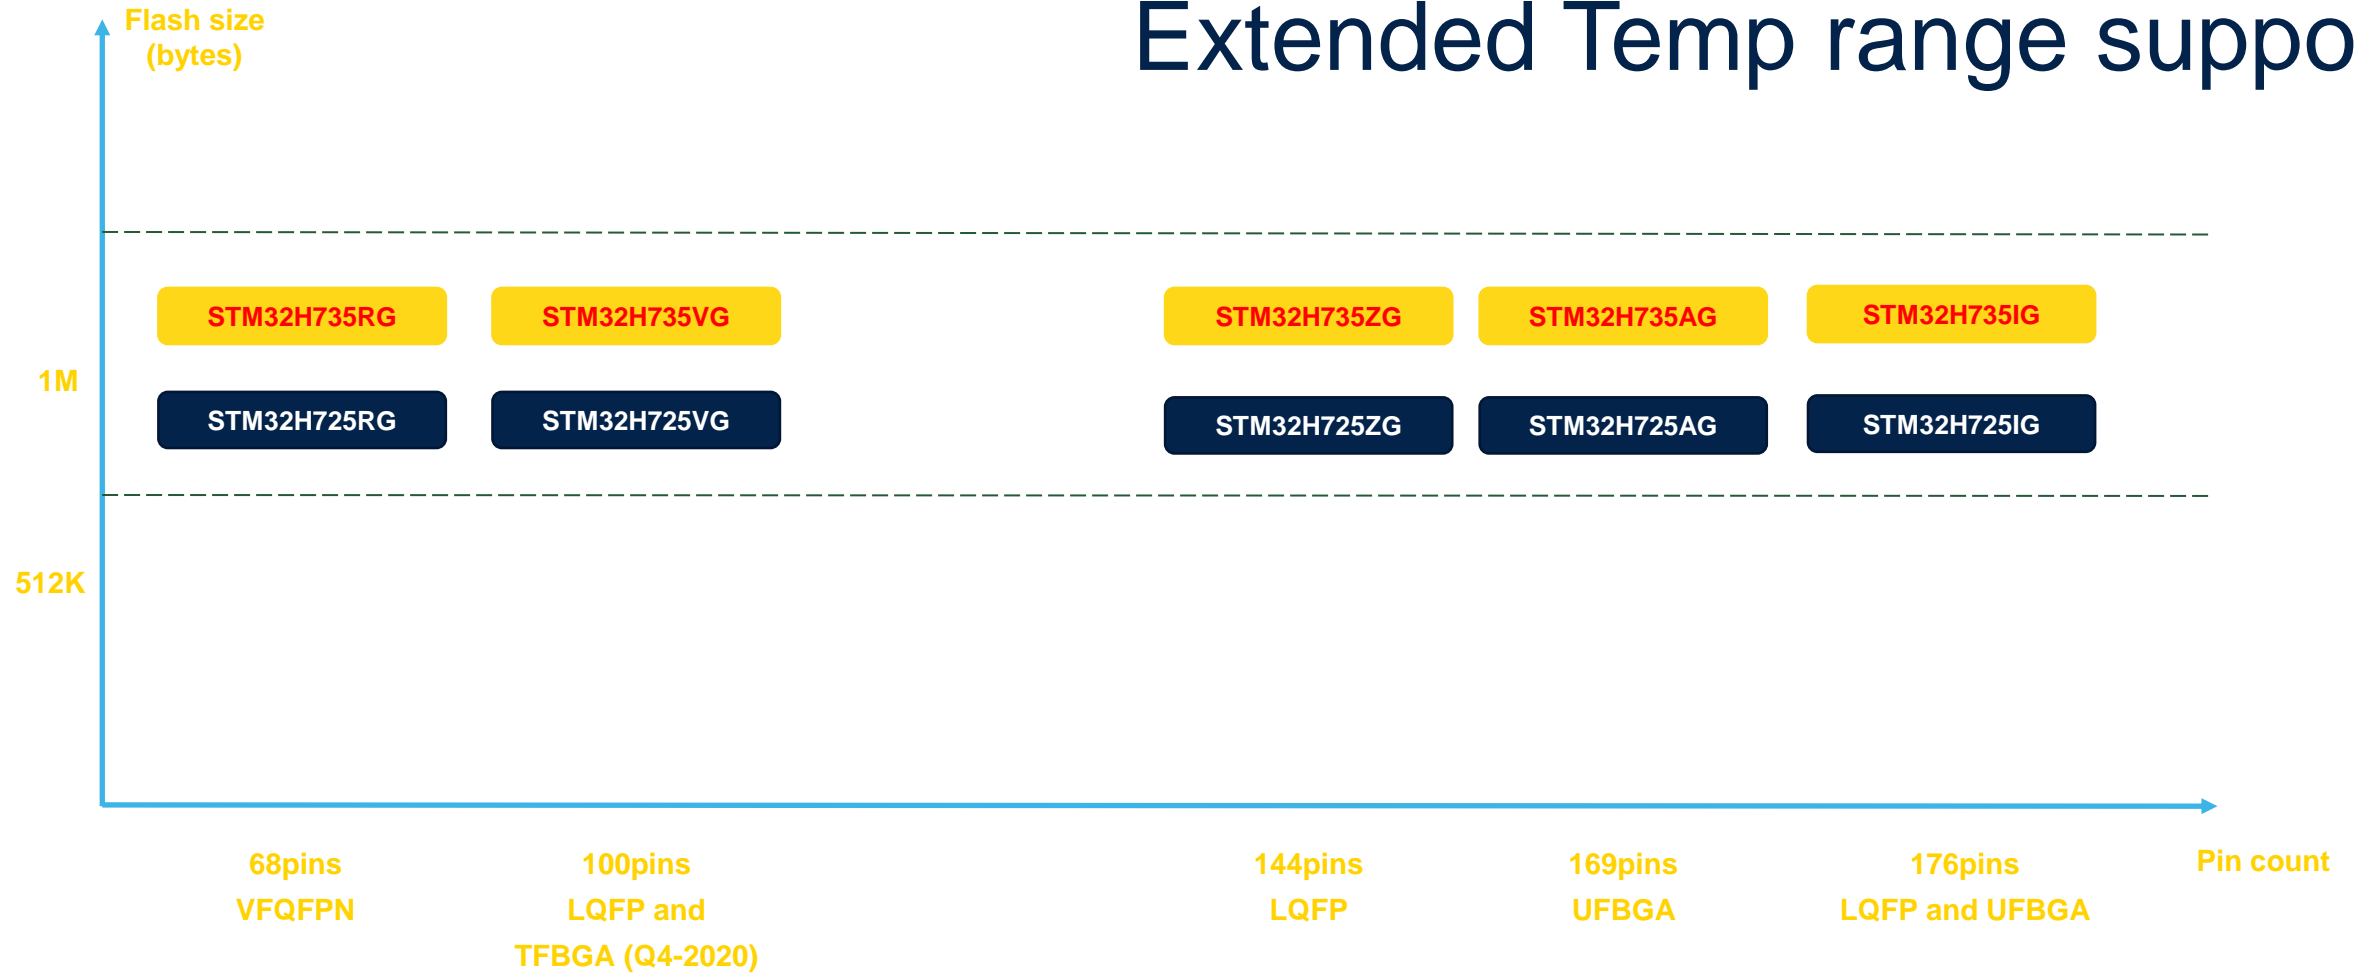 Extended Temp range suppo
Flash size
(bytes)
STM32H735RG STM32H735VG STM32H735ZG STM32H735AG STM32H735IG
1M
STM32H725RG STM32H725VG STM32H725ZG STM32H725AG STM32H725IG
512K
68pins 100pins 144pins 169pins 176pins Pin count
VFQFPN LQFP and LQFP UFBGA LQFP and UFBGA
TFBGA (Q4-2020)